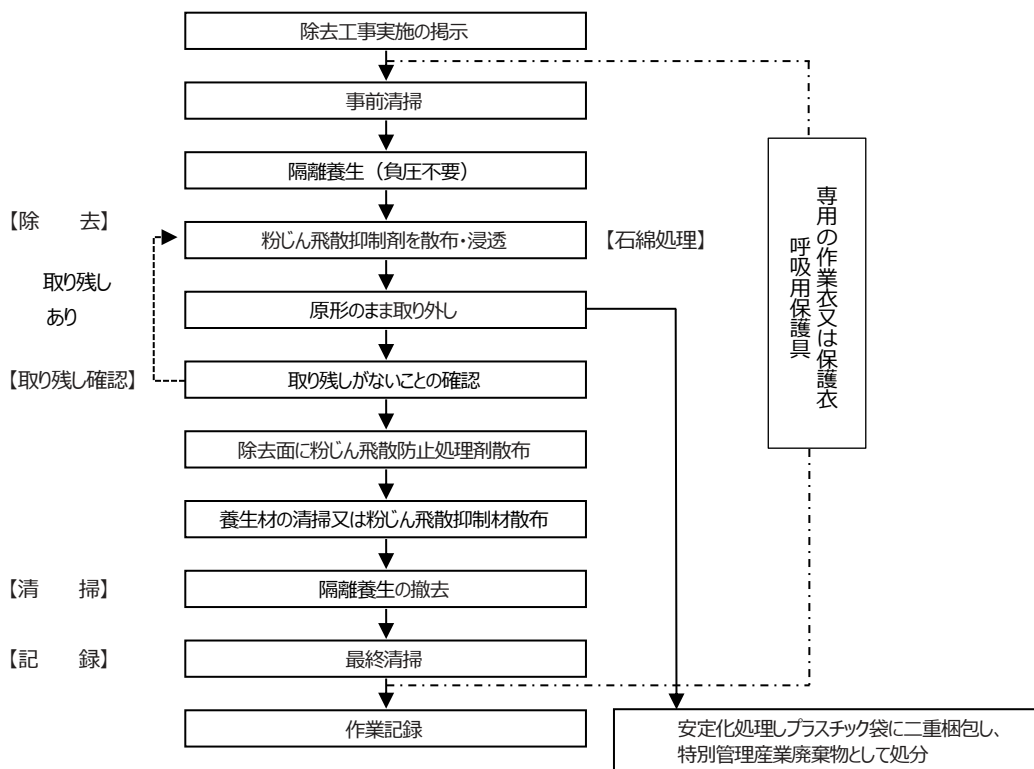 除去工事実施の掲示
事前清掃
隔離養生（負圧不要）
【除　去】
粉じん飛散抑制剤を散布・浸透
【石綿処理】
取り残し
あり
原形のまま取り外し
【取り残し確認】
取り残しがないことの確認
除去面に粉じん飛散防止処理剤散布
養生材の清掃又は粉じん飛散抑制材散布
【清　掃】
隔離養生の撤去
【記　録】
最終清掃
作業記録
専用の作業衣又は保護衣
呼吸用保護具
安定化処理しプラスチック袋に二重梱包し、
特別管理産業廃棄物として処分